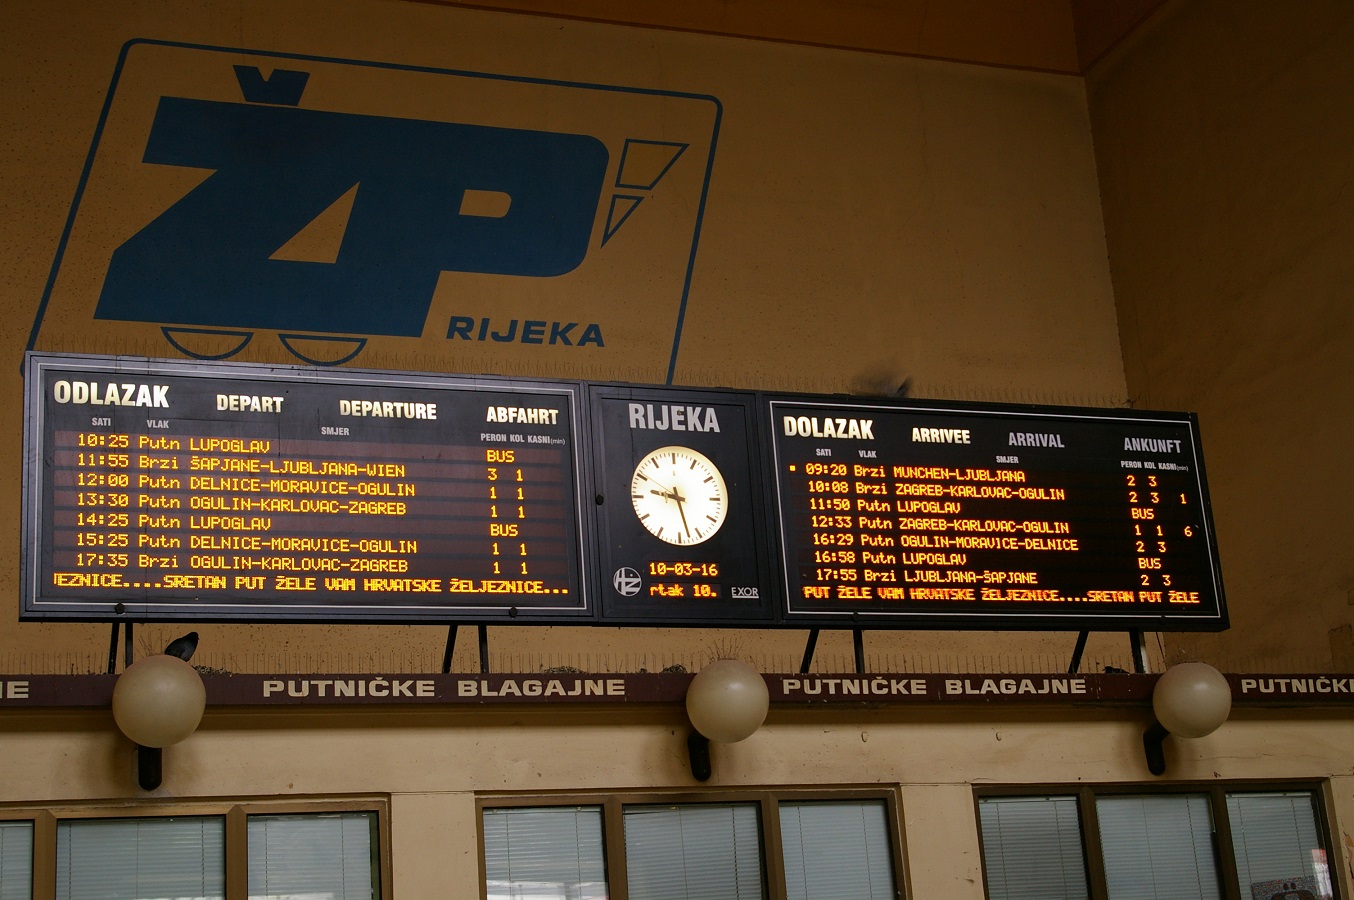 ŽP
RIJEKA
ODLAZAK DEPART DEPARTURE ABFAHRT
SATI VLAK SMJER PERON KOL KASNI(min)
10:25 Putn LUPOGLAV BUS
11:55 Brzi ŠAPJANE-LJUBLJANA-WIEN 3 1
12:00 Putn DELNICE-MORAVICE-OGULIN 1 1
13:30 Putn OGULIN-KARLOVAC-ZAGREB 1 1
14:25 Putn LUPOGLAV BUS
15:25 Putn DELNICE-MORAVICE-OGULIN 1 1
17:35 Brzi OGULIN-KARLOVAC-ZAGREB 1 1
EZNICE....SRETAN PUT ŽELE VAM HRVATSKE ŽELJEZNICE...
RIJEKA
10-03-16
rtak 10.
HŽ
EXOR
DOLAZAK ARRIVEE ARRIVAL ANKUNFT
SATI VLAK SMJER PERON KOL KASNI(min)
09:20 Brzi MUNCHEN-LJUBLJANA 2 3
10:08 Brzi ZAGREB-KARLOVAC-OGULIN 2 3 1
11:50 Putn LUPOGLAV BUS
12:33 Putn ZAGREB-KARLOVAC-OGULIN 1 1 6
16:29 Putn OGULIN-MORAVICE-DELNICE 2 3
16:58 Putn LUPOGLAV BUS
17:55 Brzi LJUBLJANA-ŠAPJANE 2 3
PUT ŽELE VAM HRVATSKE ŽELJEZNICE....SRETAN PUT ŽELE
NE PUTNIČKE BLAGAJNE PUTNIČKE BLAGAJNE PUTNIČK